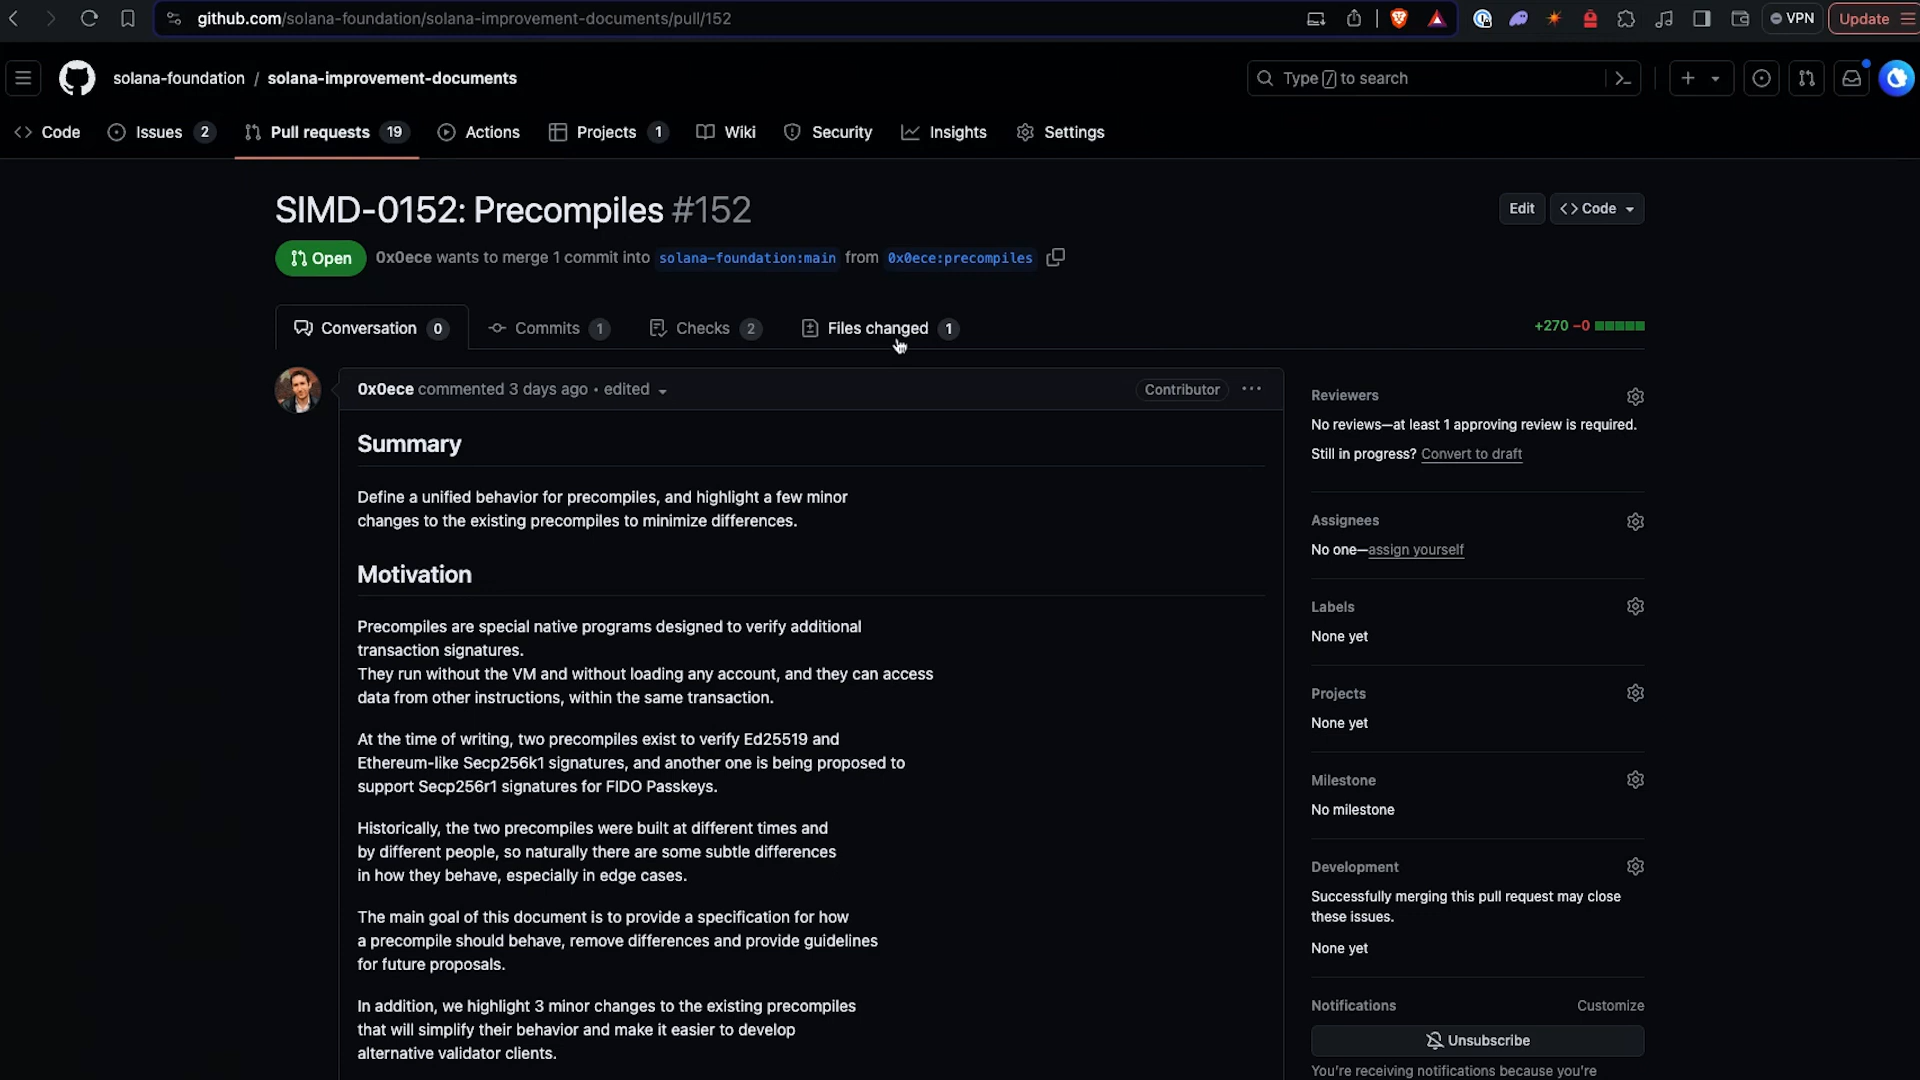 github.com/solana-foundation/solana-improvement-documents/pull/152
VPN
Update
solana-foundation / solana-improvement-documents
Type / to search
Code
Issues 2
Pull requests 19
Actions
Projects 1
Wiki
Security
Insights
Settings
SIMD-0152: Precompiles #152
Edit
<> Code
Open
0x0ece wants to merge 1 commit into solana-foundation:main from 0x0ece:precompiles
Conversation 0
Commits 1
Checks 2
Files changed 1
+270 −0
0x0ece commented 3 days ago • edited
Contributor
Summary
Define a unified behavior for precompiles, and highlight a few minor
changes to the existing precompiles to minimize differences.
Motivation
Precompiles are special native programs designed to verify additional
transaction signatures.
They run without the VM and without loading any account, and they can access
data from other instructions, within the same transaction.
At the time of writing, two precompiles exist to verify Ed25519 and
Ethereum-like Secp256k1 signatures, and another one is being proposed to
support Secp256r1 signatures for FIDO Passkeys.
Historically, the two precompiles were built at different times and
by different people, so naturally there are some subtle differences
in how they behave, especially in edge cases.
The main goal of this document is to provide a specification for how
a precompile should behave, remove differences and provide guidelines
for future proposals.
In addition, we highlight 3 minor changes to the existing precompiles
that will simplify their behavior and make it easier to develop
alternative validator clients.
Reviewers
No reviews—at least 1 approving review is required.
Still in progress? Convert to draft
Assignees
No one—assign yourself
Labels
None yet
Projects
None yet
Milestone
No milestone
Development
Successfully merging this pull request may close
these issues.
None yet
Notifications
Customize
Unsubscribe
You're receiving notifications because you're